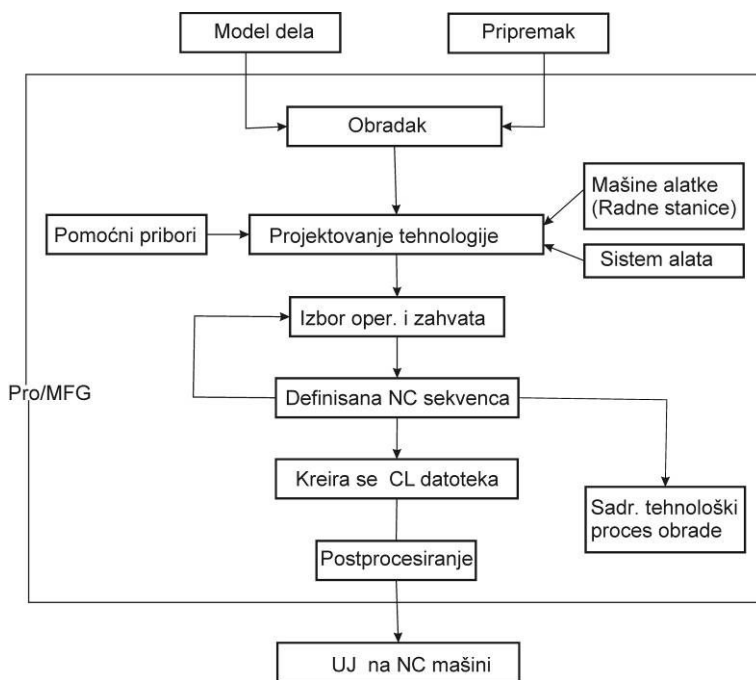 Model dela
Pripremak
Obradak
Mašine alatke
(Radne stanice)
Pomoćni pribori
Projektovanje tehnologije
Sistem alata
Izbor oper. i zahvata
Pro/MFG
Definisana NC sekvenca
Kreira se CL datoteka
Sadr. tehnološki
proces obrade
Postprocesiranje
UJ na NC mašini